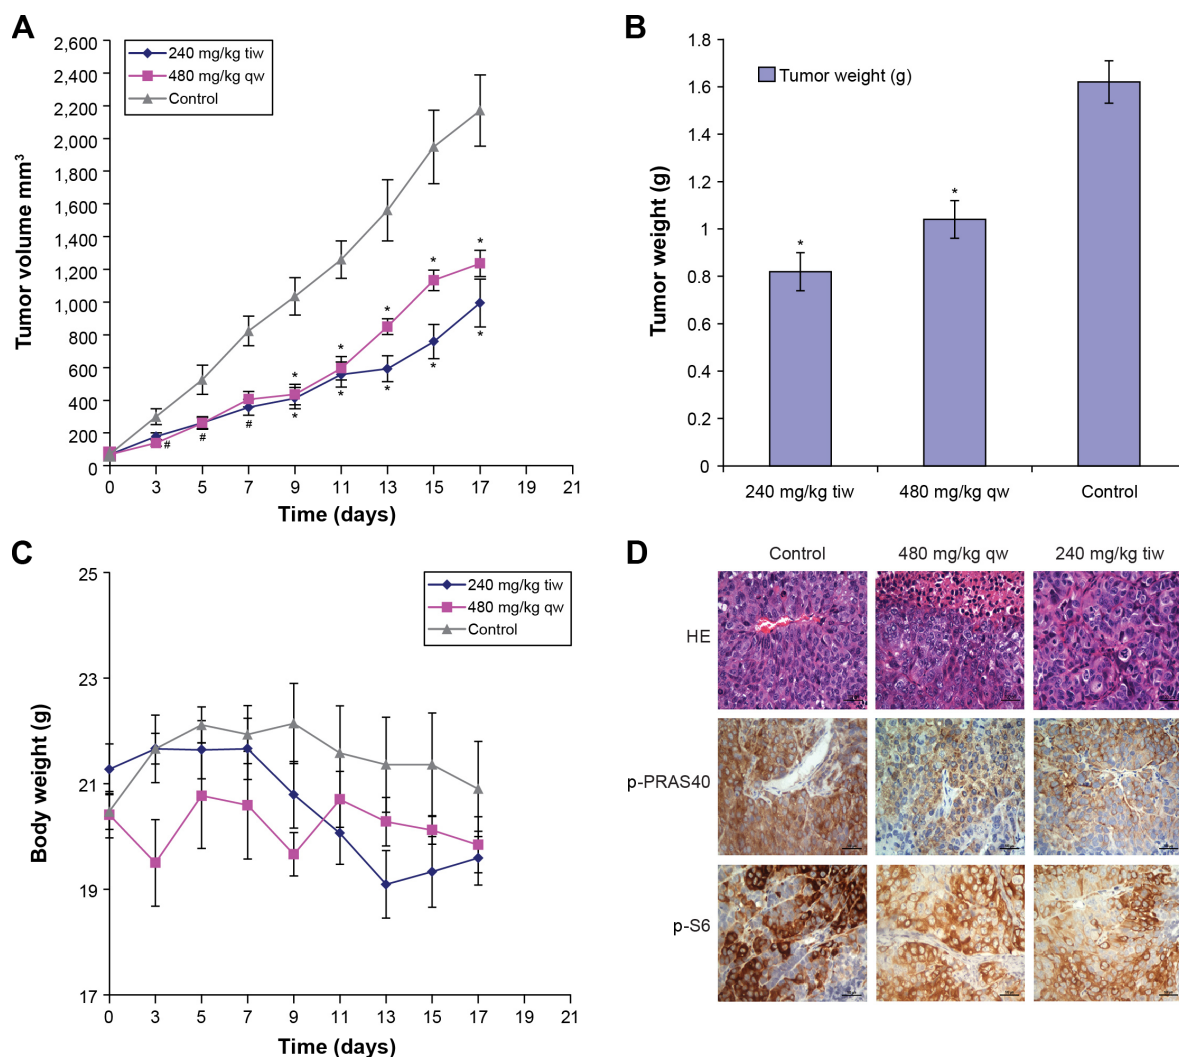 A
2,600
2,400
2,200
2,000
1,800
1,600
1,400
1,200
1,000
800
600
400
200
0
Tumor volume mm³
240 mg/kg tiw
480 mg/kg qw
Control
* * * * *
* * * * *
# # #
0 3 5 7 9 11 13 15 17 19 21
Time (days)
B
1.8
1.6
1.4
1.2
1
0.8
0.6
0.4
0.2
0
Tumor weight (g)
Tumor weight (g)
* *
240 mg/kg tiw 480 mg/kg qw Control
C
25
23
21
19
17
Body weight (g)
240 mg/kg tiw
480 mg/kg qw
Control
0 3 5 7 9 11 13 15 17 19 21
Time (days)
D
Control 480 mg/kg qw 240 mg/kg tiw
HE
p-PRAS40
p-S6